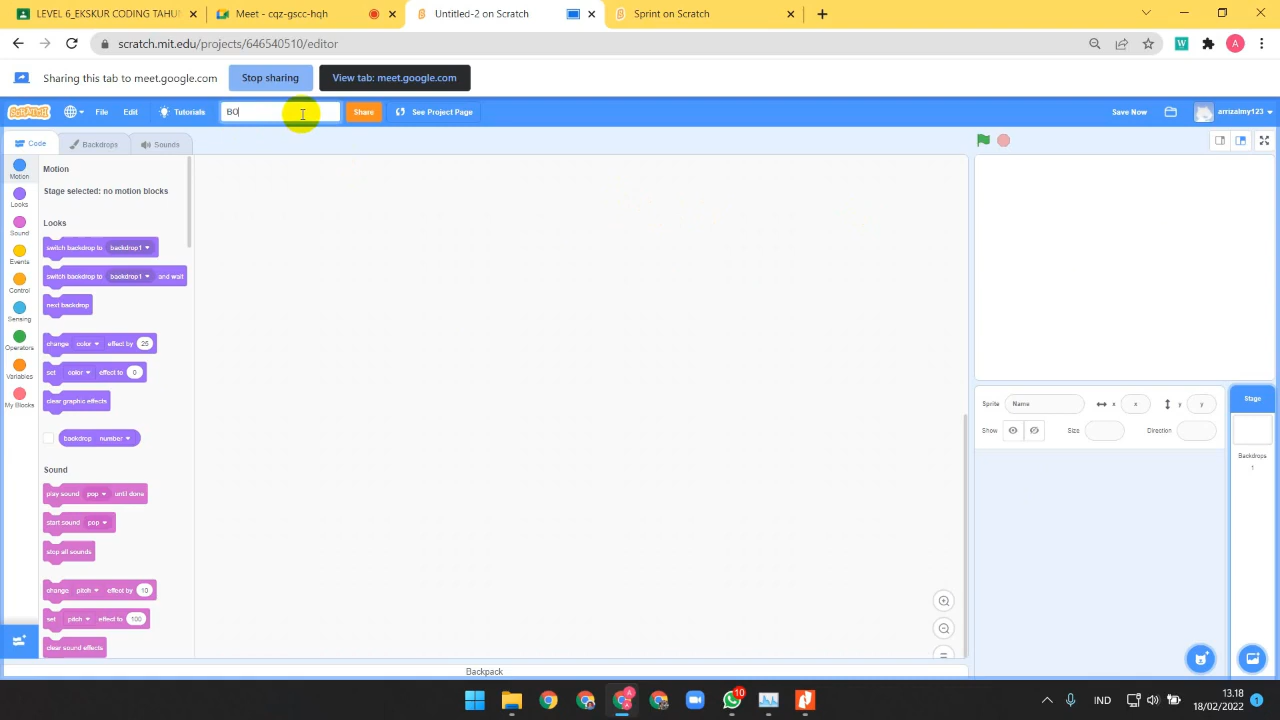 LEVEL 6_EKSKUR CODING TAHU
Meet - cqz-gscc-hqh
Untitled-2 on Scratch
Sprint on Scratch
scratch.mit.edu/projects/646540510/editor
W
A
Sharing this tab to meet.google.com
Stop sharing
View tab: meet.google.com
SCRATCH
File
Edit
Tutorials
BO
Share
See Project Page
Save Now
arrizalmy123
Code
Backdrops
Sounds
Motion
Motion
Stage selected: no motion blocks
Looks
Looks
switch backdrop to backdrop1
Sound
Events
switch backdrop to backdrop1 and wait
Control
next backdrop
Sensing
change color effect by 25
Operators
set color effect to 0
Variables
clear graphic effects
My Blocks
backdrop number
Sound
play sound pop until done
start sound pop
stop all sounds
change pitch effect by 10
set pitch effect to 100
clear sound effects
Sprite
Name
x
x
y
y
Show
Size
Direction
Stage
Backdrops
1
Backpack
10
IND
13.18
18/02/2022
1